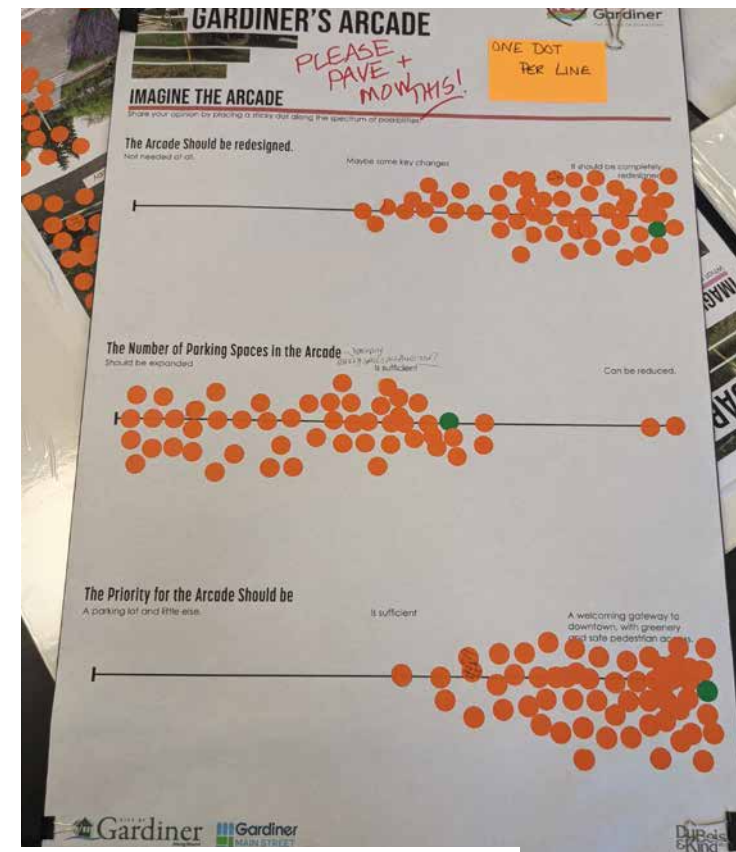 GARDINER'S ARCADE
Gardiner
PLEASE
PAVE +
MOW THIS!
ONE DOT
PER LINE
IMAGINE THE ARCADE
Share your opinion by placing a sticky dot along the spectrum of possibilities.
The Arcade Should be redesigned.
Not needed at all.
Maybe some key changes
It should be completely
redesigned
The Number of Parking Spaces in the Arcade
Should be expanded
Is sufficient
Can be reduced.
The Priority for the Arcade Should be
A parking lot and little else.
Is sufficient
A welcoming gateway to
downtown, with greenery
and safe pedestrian access.
CITY OF
Gardiner
Gardiner
MAIN STREET
DuBois
&King